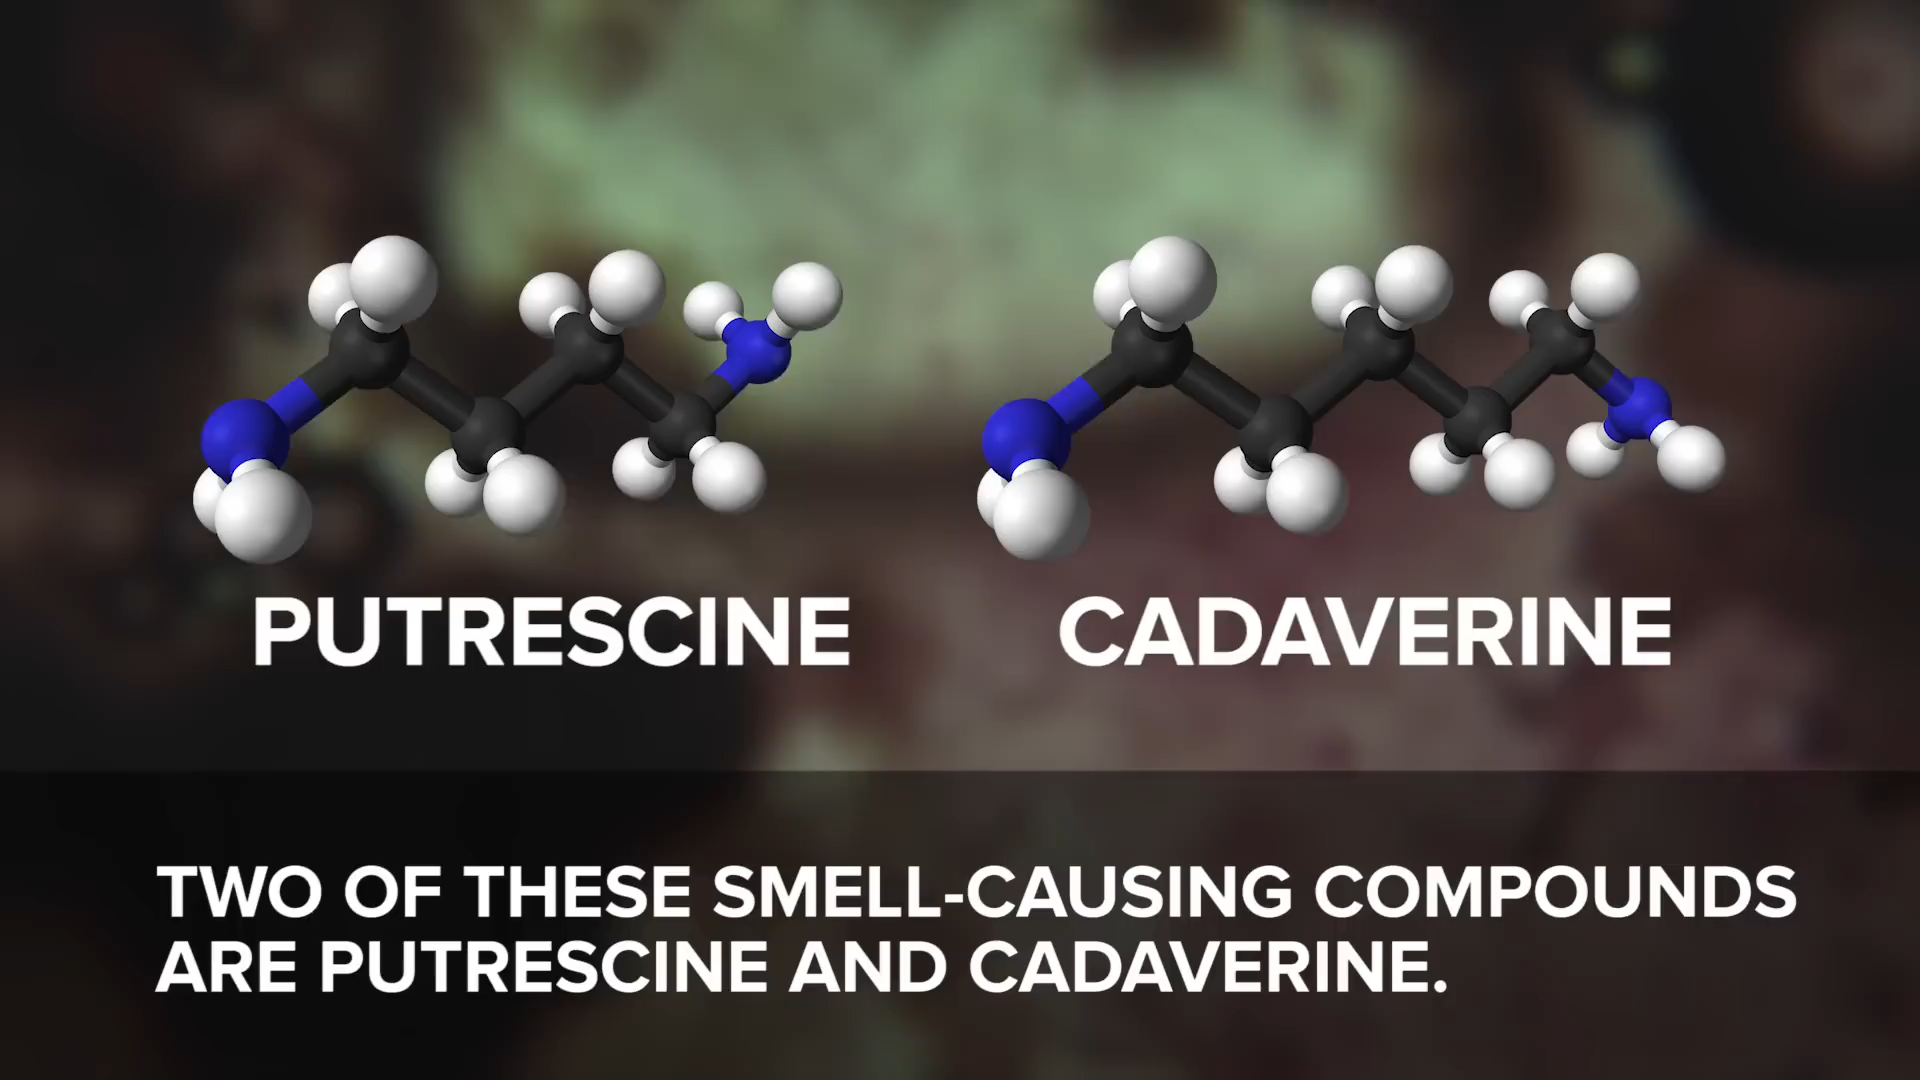 PUTRESCINE
CADAVERINE
TWO OF THESE SMELL-CAUSING COMPOUNDS
ARE PUTRESCINE AND CADAVERINE.